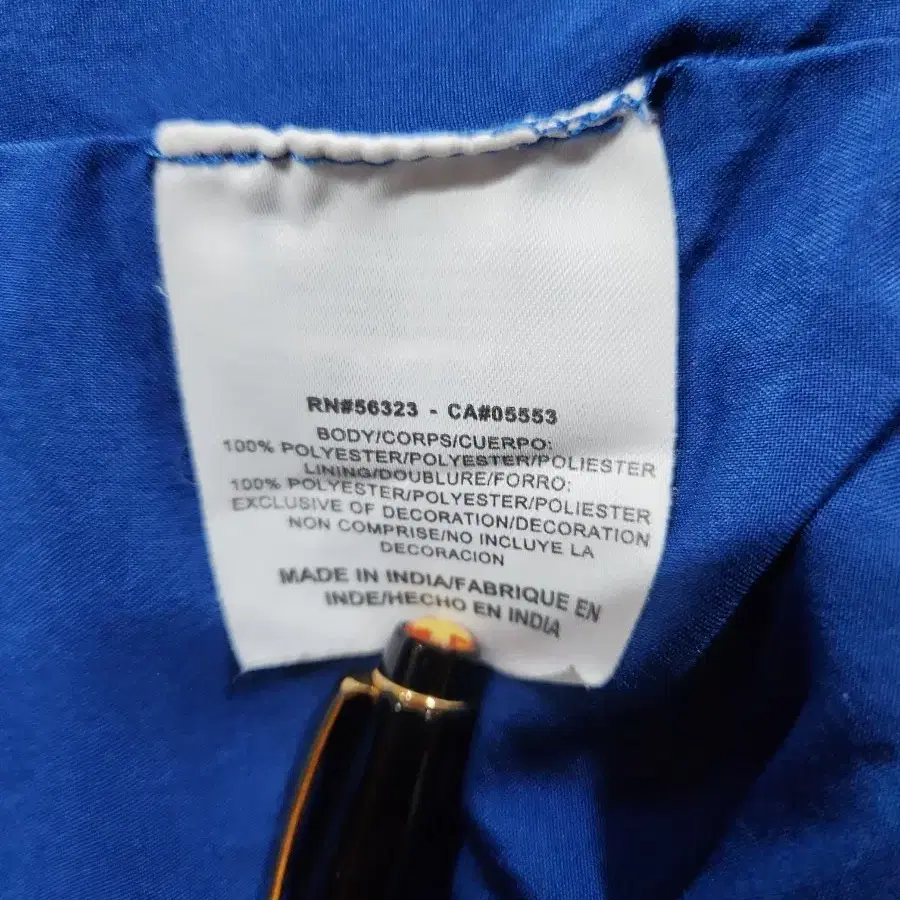 RN#56323 - CA#05553
BODY/CORPS/CUERPO:
100% POLYESTER/POLYESTER/POLIESTER
LINING/DOUBLURE/FORRO:
100% POLYESTER/POLYESTER/POLIESTER
EXCLUSIVE OF DECORATION/DECORATION
NON COMPRISE/NO INCLUYE LA
DECORACION
MADE IN INDIA/FABRIQUE EN
INDE/HECHO EN INDIA